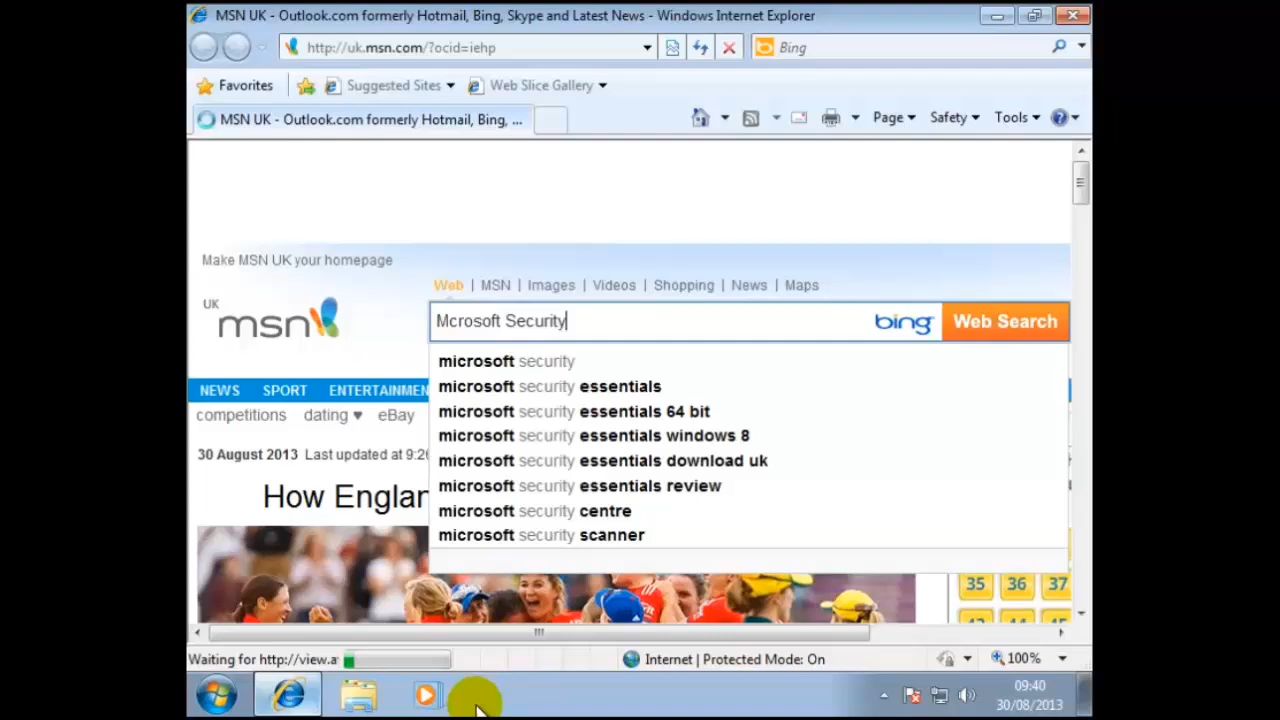 MSN UK - Outlook.com formerly Hotmail, Bing, Skype and Latest News - Windows Internet Explorer
http://uk.msn.com/?ocid=iehp
Bing
Favorites Suggested Sites Web Slice Gallery
MSN UK - Outlook.com formerly Hotmail, Bing, ...
Page Safety Tools
Make MSN UK your homepage
Web | MSN | Images | Videos | Shopping | News | Maps
UK
msn
Mcrosoft Security bing Web Search
microsoft security
microsoft security essentials
microsoft security essentials 64 bit
microsoft security essentials windows 8
microsoft security essentials download uk
microsoft security essentials review
microsoft security centre
microsoft security scanner
NEWS SPORT ENTERTAINMEN
competitions dating ♥ eBay
30 August 2013 Last updated at 9:2
How Englan
35 36 37
Waiting for http://view.a
Internet | Protected Mode: On
100%
09:40
30/08/2013